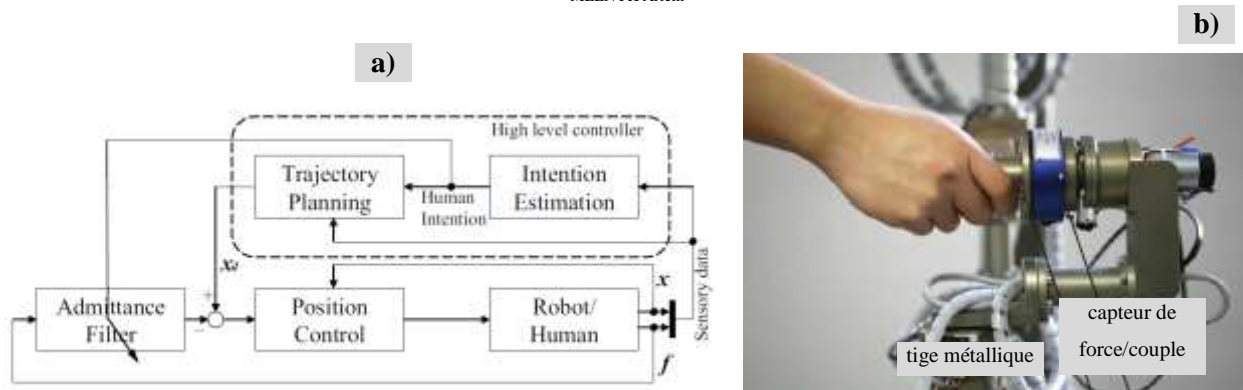 a)
b)
High level controller
Trajectory
Planning
Human
Intention
Intention
Estimation
Sensory data
xd
+
−
x
f
Admittance
Filter
Position
Control
Robot/
Human
tige métallique
capteur de
force/couple